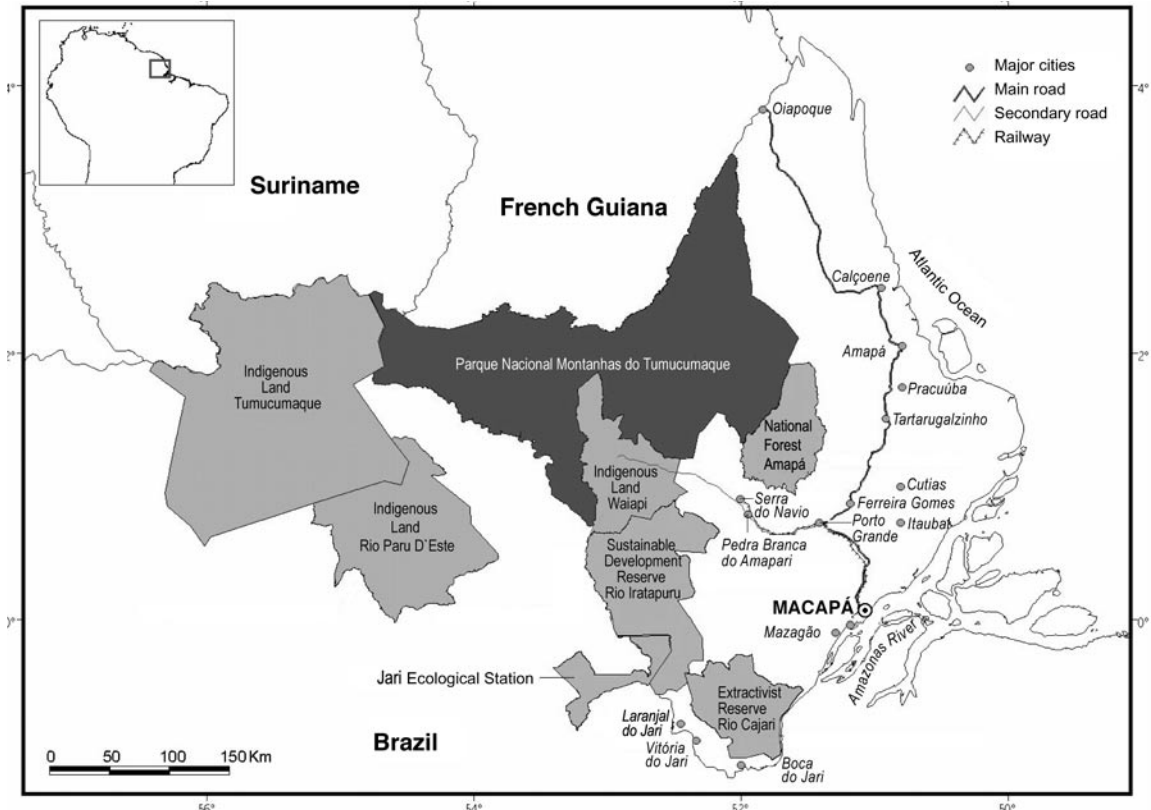 Major cities
Main road
Secondary road
Railway
4°
4°
Oiapoque
Suriname
French Guiana
Atlantic Ocean
Calçoene
Amapá
2°
Parque Nacional Montanhas do Tumucumaque
Indigenous
Land
Tumucumaque
Pracuúba
Tartarugalzinho
National
Forest
Amapá
Indigenous
Land
Waiapi
Cutias
Serra
do Navio
Ferreira Gomes
Indigenous
Land
Rio Paru D'Este
Porto
Grande
Itaubal
Pedra Branca
do Amapari
Sustainable
Development
Reserve
Rio Iratapuru
MACAPÁ
0°
Mazagão
Amazonas River
Jari Ecological Station
Extractivist
Reserve
Rio Cajari
Laranjal
do Jari
Vitória
do Jari
Brazil
Boca
do Jari
0 50 100 150 Km